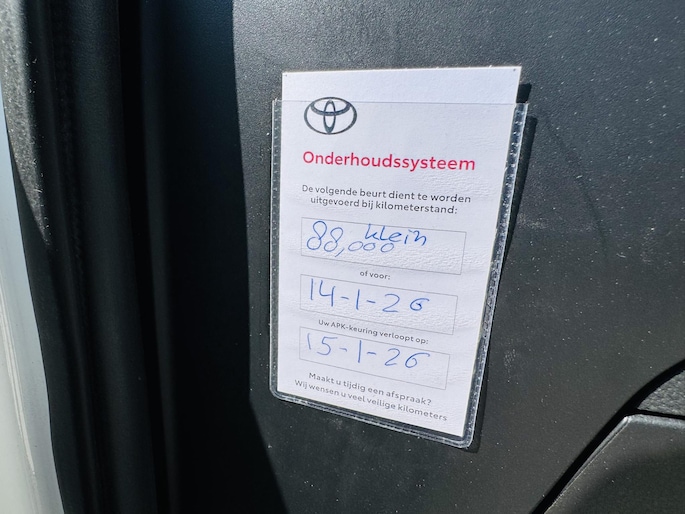 Onderhoudssysteem
De volgende beurt dient te worden
uitgevoerd bij kilometerstand:
88,000 klein
of voor:
14-1-26
Uw APK-keuring verloopt op:
15-1-26
Maakt u tijdig een afspraak?
Wij wensen u veel veilige kilometers